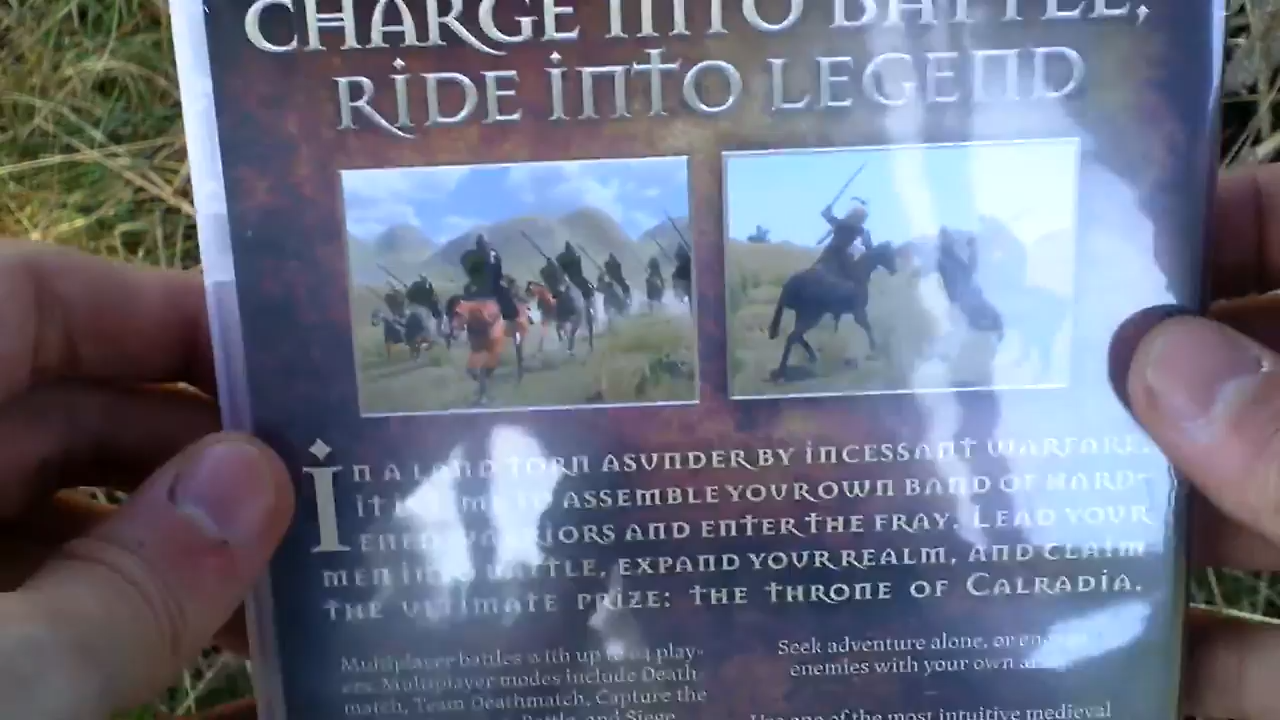 CHARGE INTO BATTLE,
RIDE INTO LEGEND
IN A LAND TORN ASUNDER BY INCESSANT WARFARE,
IT IS TIME TO ASSEMBLE YOUR OWN BAND OF HARD-
ENED WARRIORS AND ENTER THE FRAY. LEAD YOUR
MEN INTO BATTLE, EXPAND YOUR REALM, AND CLAIM
THE ULTIMATE PRIZE: THE THRONE OF CALRADIA.
Multiplayer battles with up to 64 play-
ers. Multiplayer modes include Death
match, Team Deathmatch, Capture the
Battle, and Siege
Seek adventure alone, or
enemies with your own
Use one of the most intuitive medieval